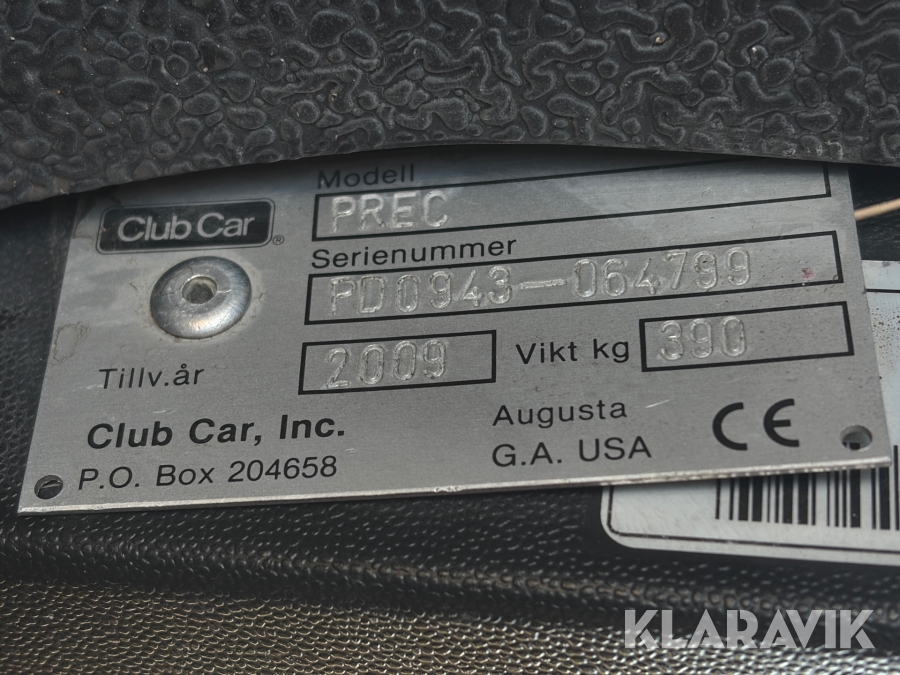 Modell
Club Car ®
PREC
Serienummer
PD0943-064799
Tillv.år 2009 Vikt kg 390
Club Car, Inc. Augusta
P.O. Box 204658 G.A. USA CE
KLARAVIK